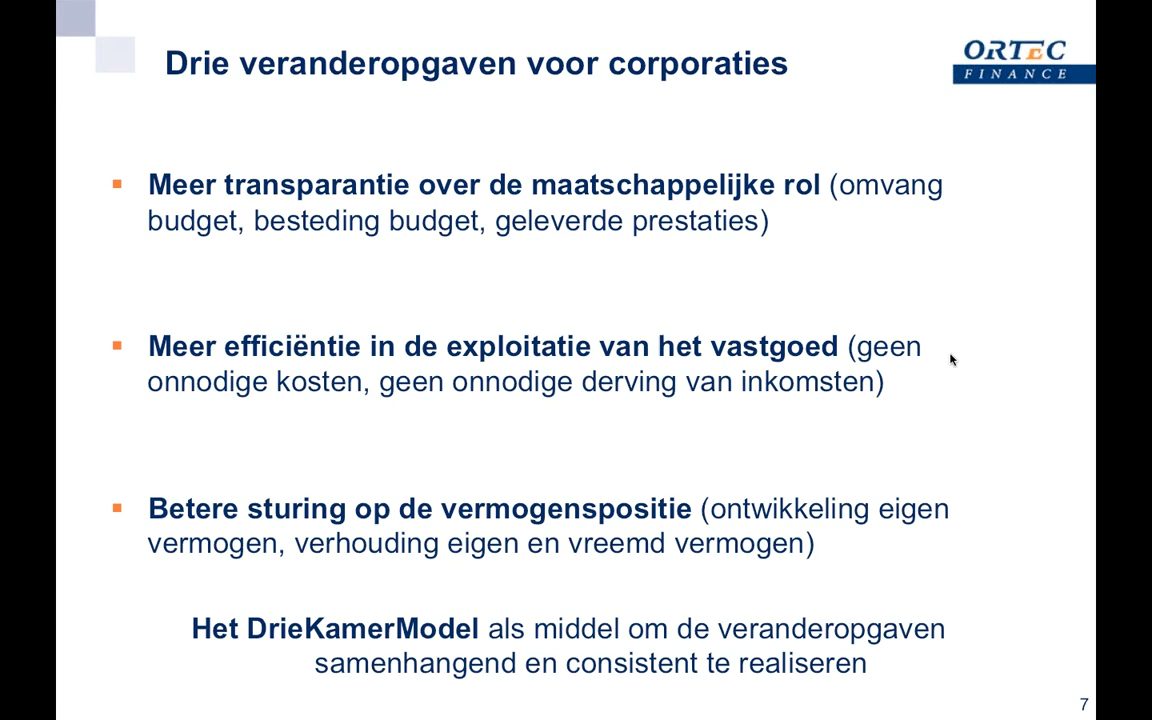 Drie veranderopgaven voor corporaties
ORTEC
FINANCE
Meer transparantie over de maatschappelijke rol (omvang
budget, besteding budget, geleverde prestaties)
Meer efficiëntie in de exploitatie van het vastgoed (geen
onnodige kosten, geen onnodige derving van inkomsten)
Betere sturing op de vermogenspositie (ontwikkeling eigen
vermogen, verhouding eigen en vreemd vermogen)
Het DrieKamerModel als middel om de veranderopgaven
samenhangend en consistent te realiseren
7